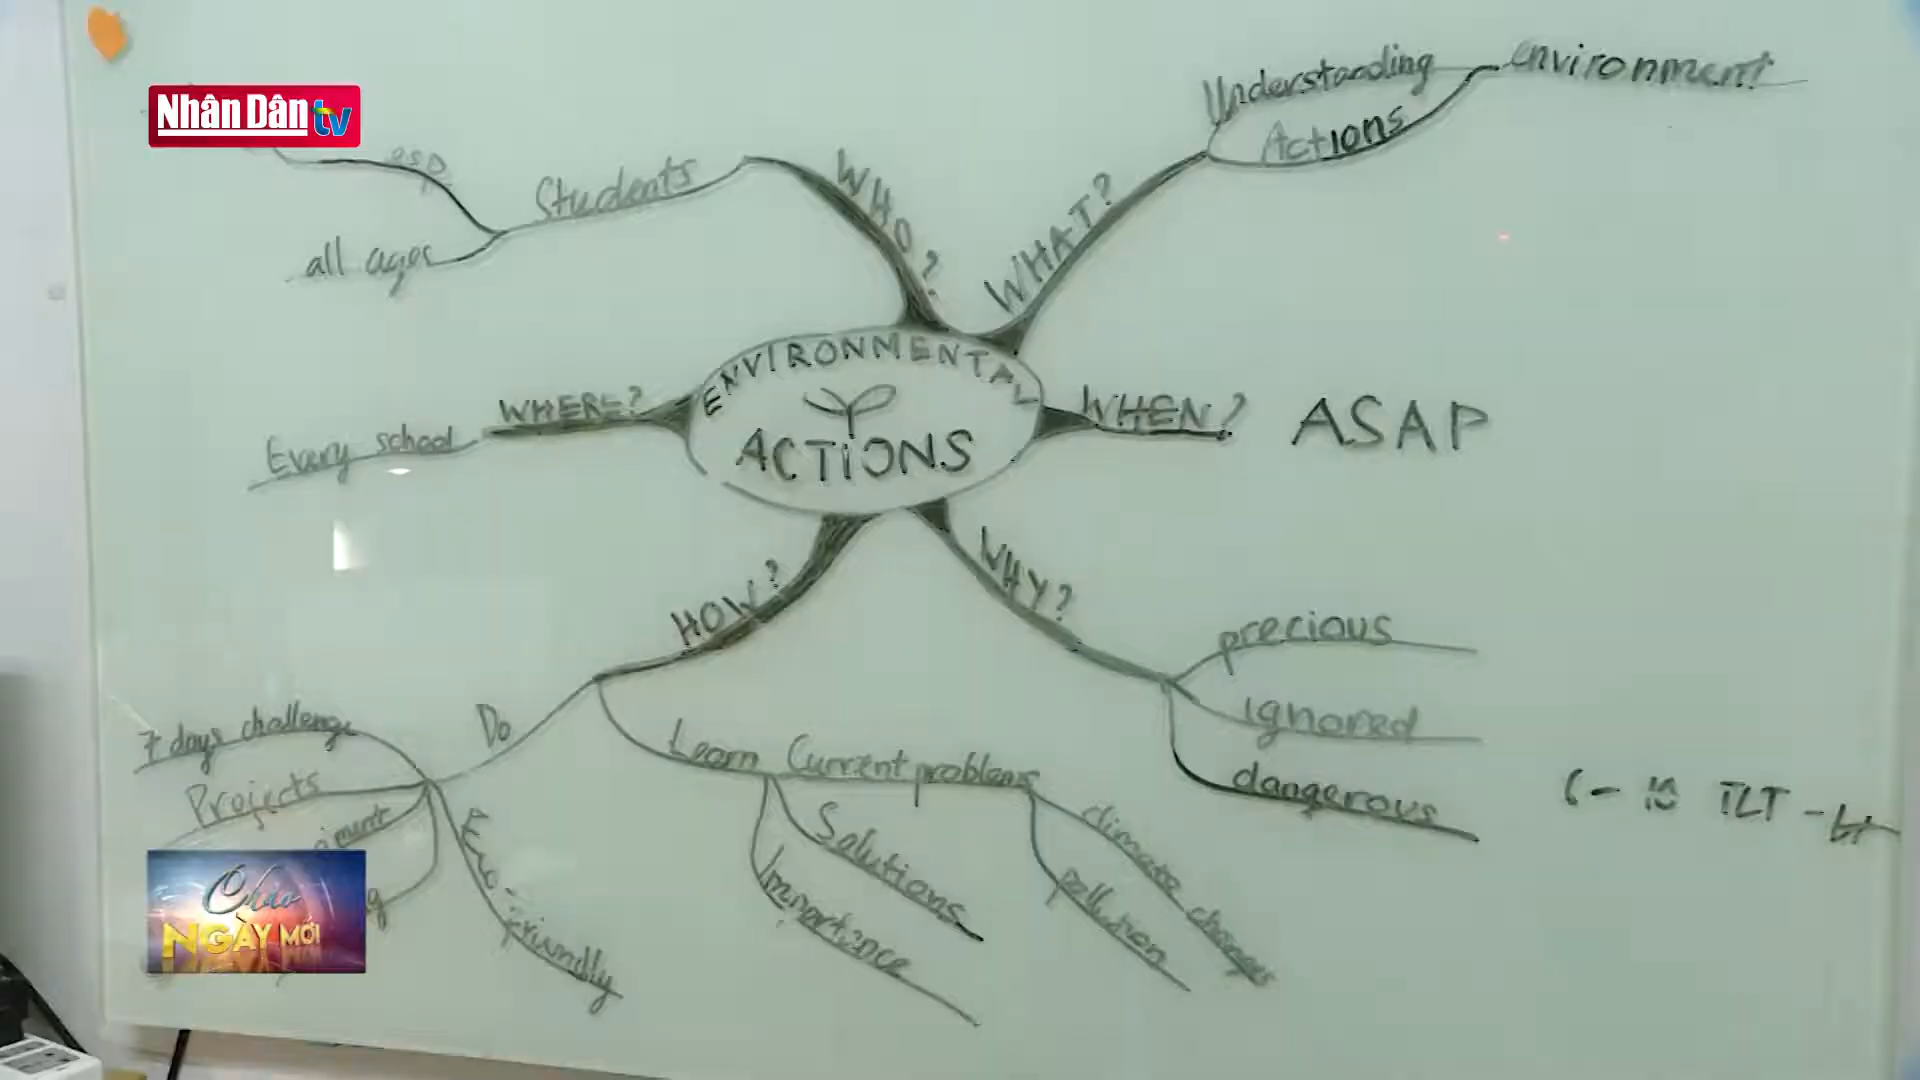 Nhân Dân tv
Understanding
Actions
environment
WHO?
Students
esp.
all ages
WHAT?
ENVIRONMENTAL
ACTIONS
WHERE?
Every school
WHEN?
ASAP
HOW?
WHY?
precious
ignored
dangerous
Do
7 days challenge
Projects
Learn
Current problems
Solutions
Importance
climate changes
pollution
TLT
Chào
NGÀY MỚI